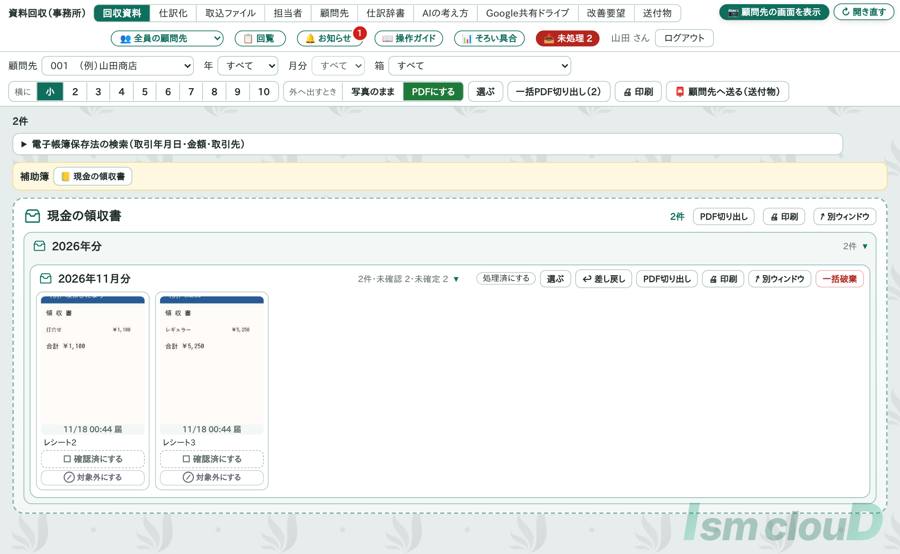 資料回収(事務所) 回収資料 仕訳化 取込ファイル 担当者 顧問先 仕訳辞書 AIの考え方 Google共有ドライブ 改善要望 送付物 顧問先の画面を表示 開き直す
全員の顧問先 回覧 お知らせ 1 操作ガイド そろい具合 未処理 2 山田 さん ログアウト
顧問先 001 (例)山田商店 年 すべて 月分 すべて 箱 すべて
横に 小 2 3 4 5 6 7 8 9 10 外へ出すとき 写真のまま PDFにする 選ぶ 一括PDF切り出し(2) 印刷 顧問先へ送る(送付物)
2件
▶ 電子帳簿保存法の検索(取引年月日・金額・取引先)
補助簿 現金の領収書
現金の領収書 2件 PDF切り出し 印刷 別ウィンドウ
2026年分 2件 ▼
2026年11月分 2件・未確認 2・未確定 2 ▼ 処理済にする 選ぶ ↩ 差し戻し PDF切り出し 印刷 別ウィンドウ 一括破棄
領 収 書 領 収 書
¥1,100 レギュラー ¥5,250
合計 ¥1,100 合計 ¥5,250
11/18 00:44 届 11/18 00:44 届
レシート2 レシート3
確認済にする 確認済にする
対象外にする 対象外にする
Ism clouD